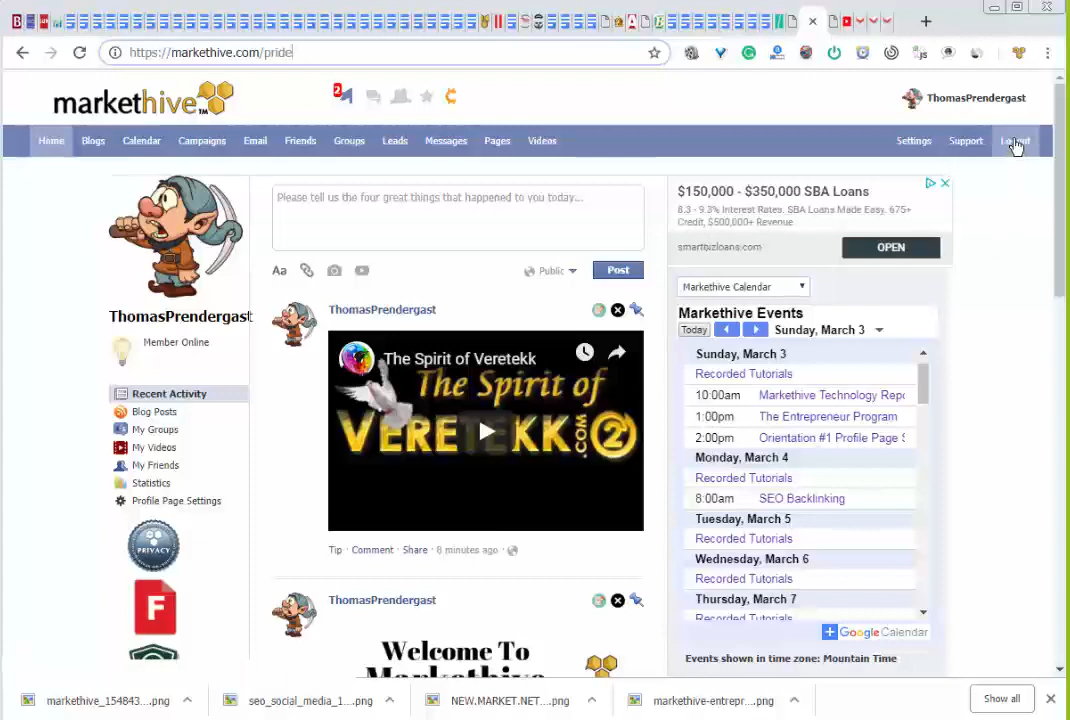 https://markethive.com/pride
markethive
TM
2
ThomasPrendergast
Home Blogs Calendar Campaigns Email Friends Groups Leads Messages Pages Videos Settings Support
Please tell us the four great things that happened to you today...
Aa Public Post
ThomasPrendergast
Member Online
Recent Activity
Blog Posts
My Groups
My Videos
My Friends
Statistics
Profile Page Settings
PRIVACY
F
ThomasPrendergast
The Spirit of Veretekk
The Spirit of
VERETEKK.COM 2
Tip · Comment · Share · 8 minutes ago ·
ThomasPrendergast
Welcome To
Markethive
$150,000 - $350,000 SBA Loans
8.3 - 9.3% Interest Rates. SBA Loans Made Easy. 675+
Credit, $500,000+ Revenue
smartbizloans.com OPEN
Markethive Calendar
Markethive Events
Today Sunday, March 3
Sunday, March 3
Recorded Tutorials
10:00am Markethive Technology Repo
1:00pm The Entrepreneur Program
2:00pm Orientation #1 Profile Page S
Monday, March 4
Recorded Tutorials
8:00am SEO Backlinking
Tuesday, March 5
Recorded Tutorials
Wednesday, March 6
Recorded Tutorials
Thursday, March 7
Recorded Tutorials
Google Calendar
Events shown in time zone: Mountain Time
markethive_154843....png seo_social_media_1....png NEW.MARKET.NET....png markethive-entrepr....png Show all